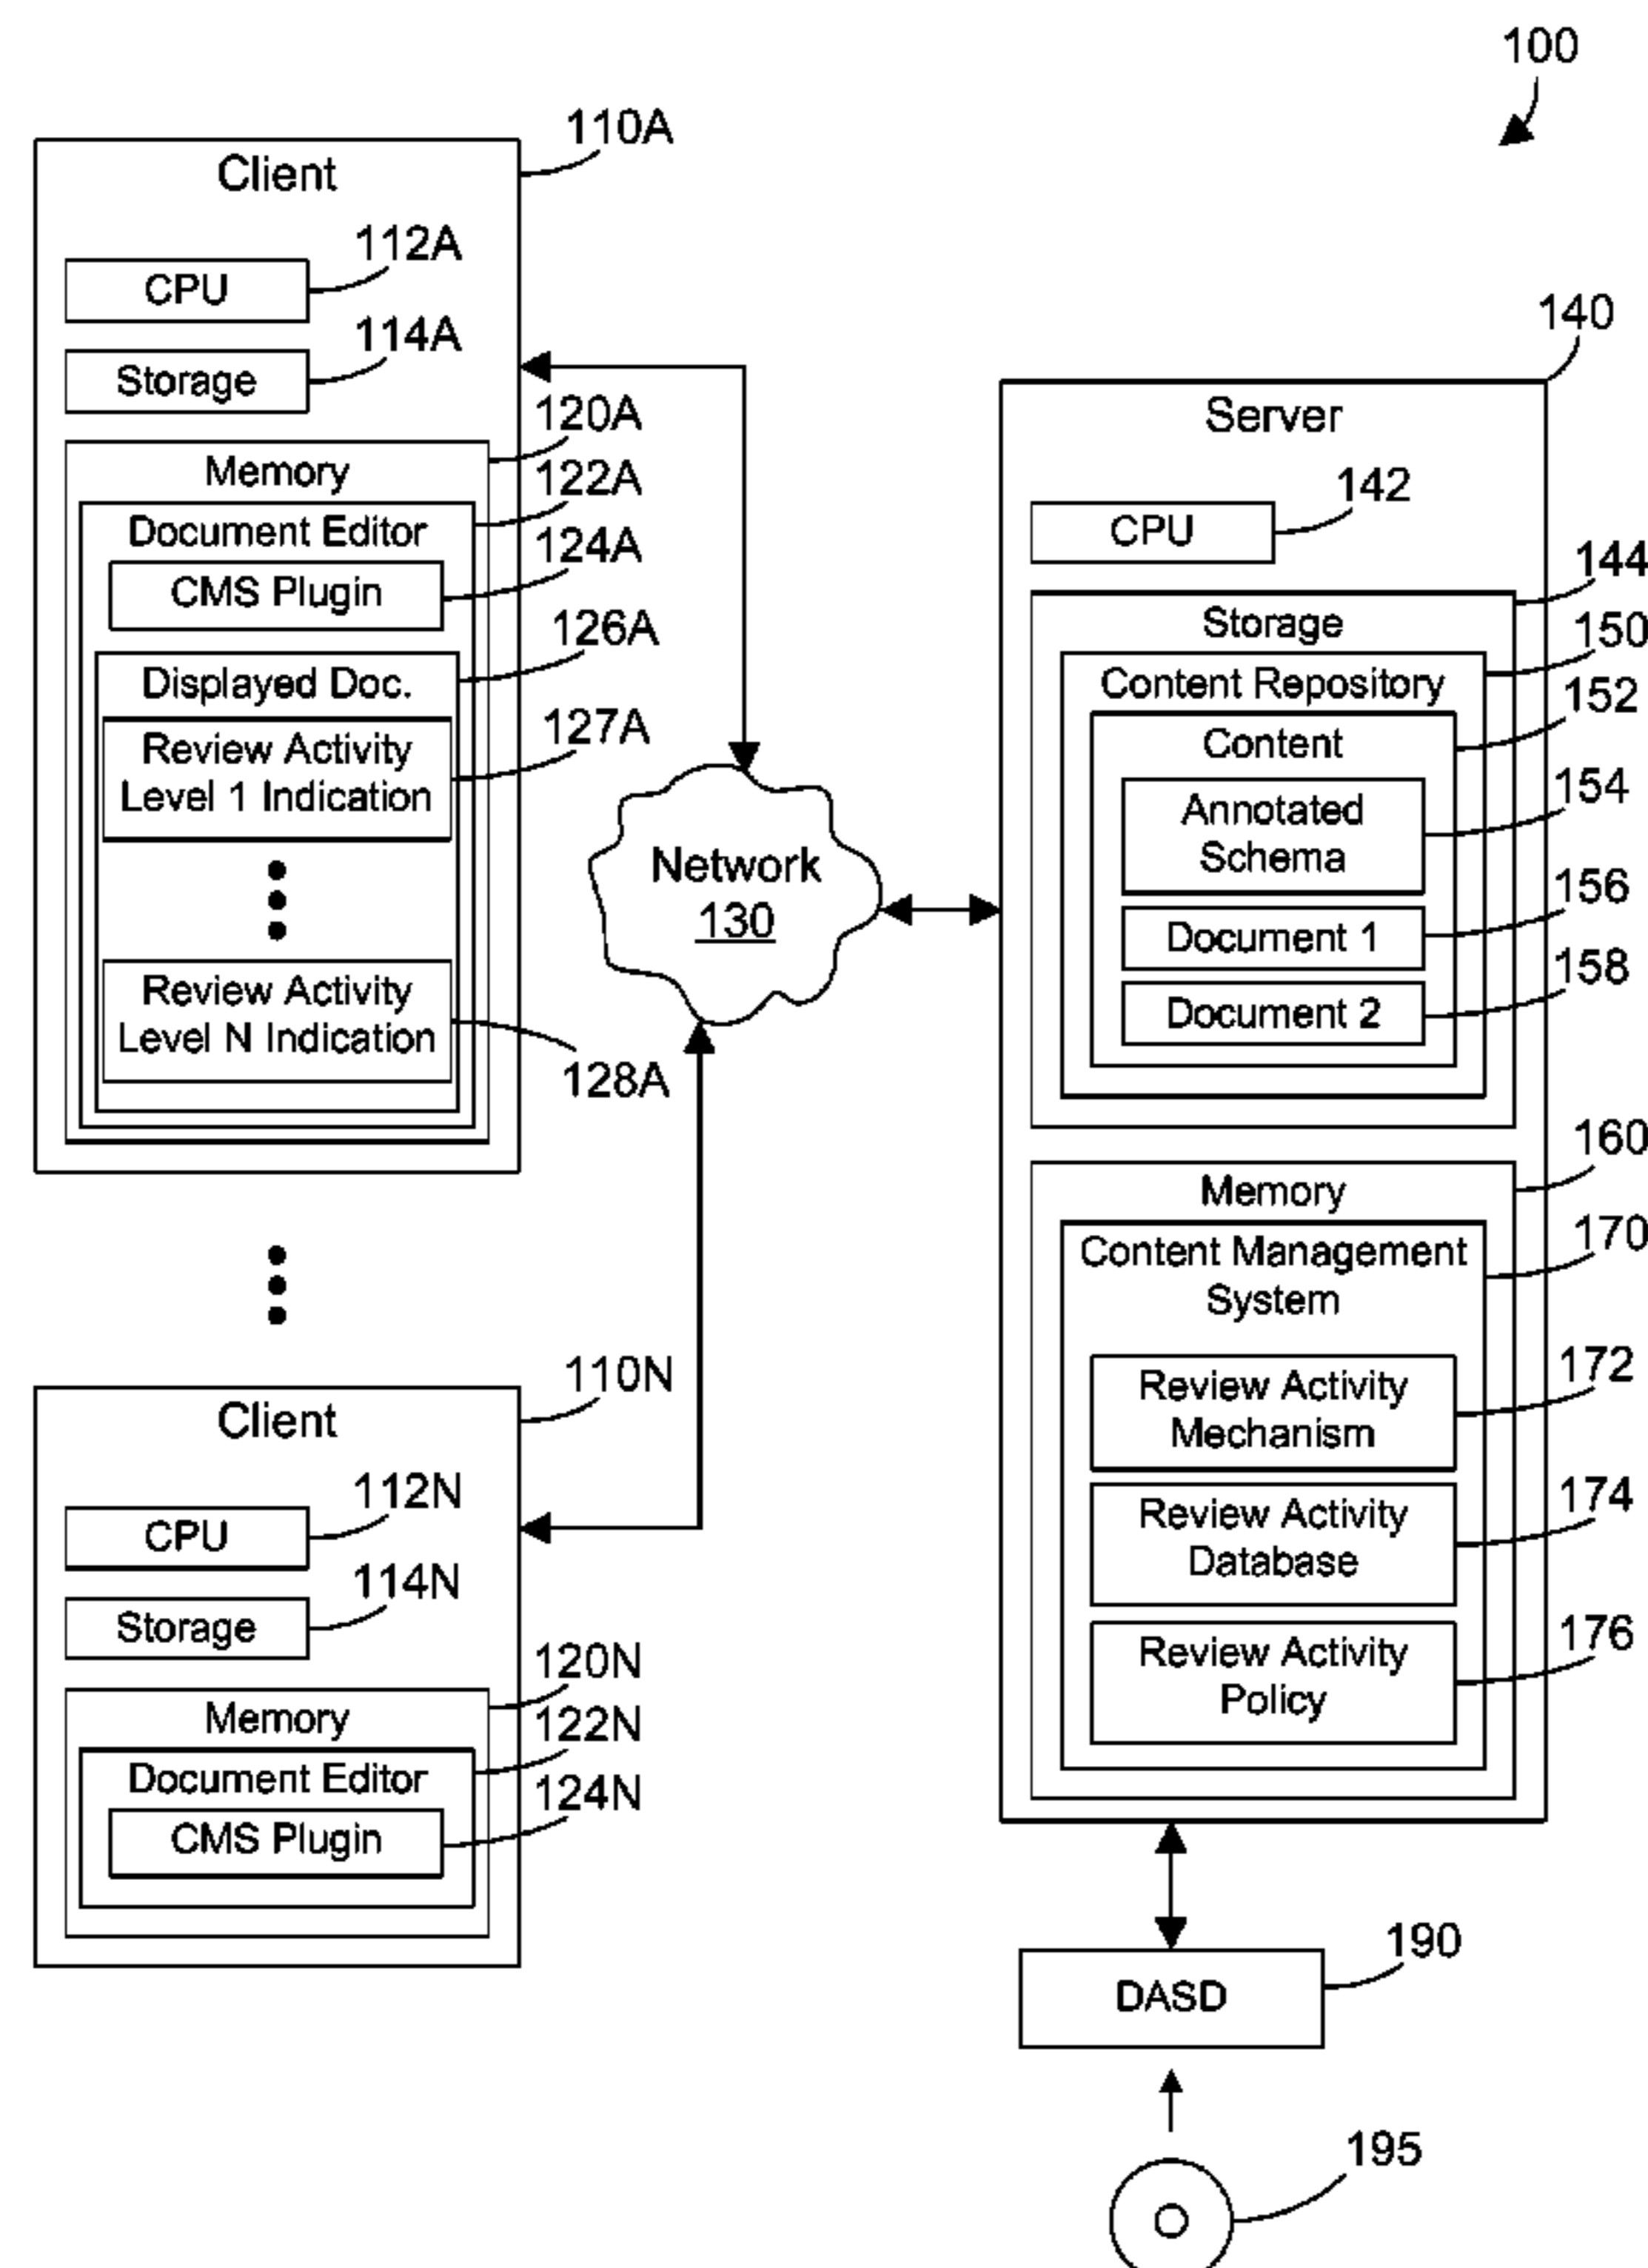 100
110A
Client
112A
CPU
114A
Storage
120A
Memory
122A
Document Editor
124A
CMS Plugin
126A
Displayed Doc.
127A
Review Activity
Level 1 Indication
Review Activity
Level N Indication
128A
110N
Client
112N
CPU
114N
Storage
120N
Memory
122N
Document Editor
124N
CMS Plugin
Network
130
140
Server
142
CPU
144
Storage
150
Content Repository
152
Content
154
Annotated
Schema
156
Document 1
158
Document 2
160
Memory
170
Content Management
System
172
Review Activity
Mechanism
174
Review Activity
Database
176
Review Activity
Policy
190
DASD
195